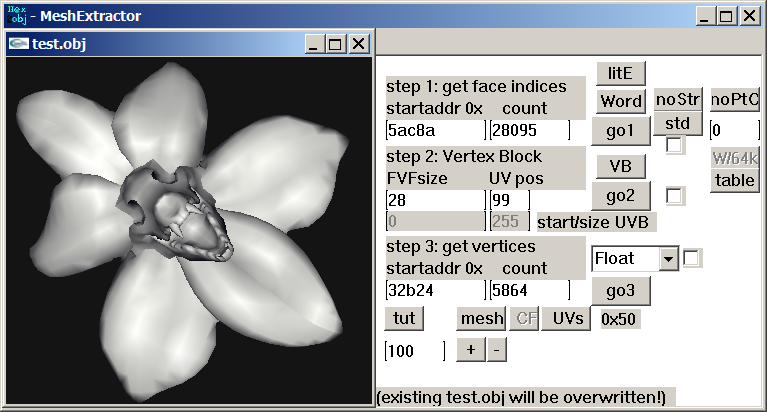 Hex
obj - MeshExtractor
test.obj
litE
step 1: get face indices
startaddr 0x count
Word noStr noPtC
5ac8a 28095 go1 std 0
step 2: Vertex Block
FVFsize UV pos
VB W/64k
table
28 99 go2
0 255 start/size UVB
step 3: get vertices
startaddr 0x count
Float
32b24 5864 go3
tut mesh CF UVs 0x50
100 + -
(existing test.obj will be overwritten!)